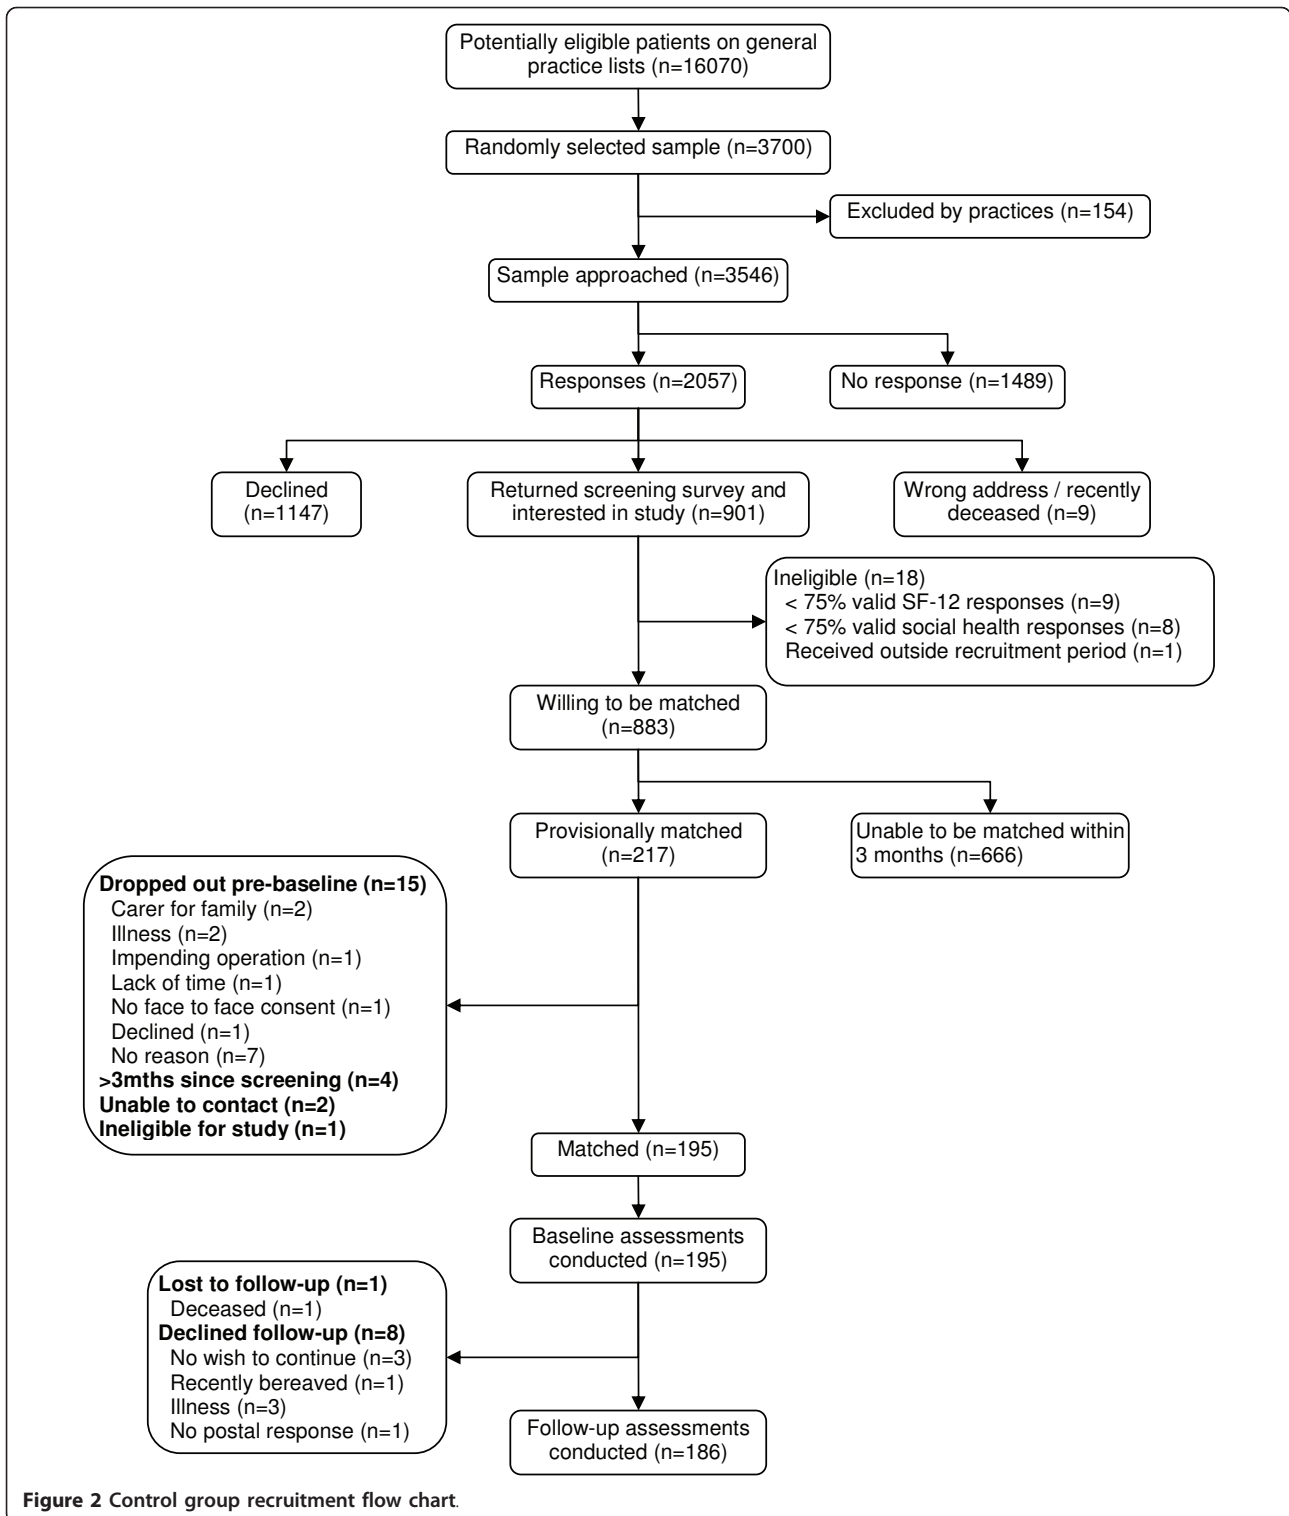 Potentially eligible patients on general
practice lists (n=16070)
Randomly selected sample (n=3700)
Excluded by practices (n=154)
Sample approached (n=3546)
Responses (n=2057)
No response (n=1489)
Declined
(n=1147)
Returned screening survey and
interested in study (n=901)
Wrong address / recently
deceased (n=9)
Ineligible (n=18)
< 75% valid SF-12 responses (n=9)
< 75% valid social health responses (n=8)
Received outside recruitment period (n=1)
Willing to be matched
(n=883)
Provisionally matched
(n=217)
Unable to be matched within
3 months (n=666)
Dropped out pre-baseline (n=15)
Carer for family (n=2)
Illness (n=2)
Impending operation (n=1)
Lack of time (n=1)
No face to face consent (n=1)
Declined (n=1)
No reason (n=7)
>3mths since screening (n=4)
Unable to contact (n=2)
Ineligible for study (n=1)
Matched (n=195)
Baseline assessments
conducted (n=195)
Lost to follow-up (n=1)
Deceased (n=1)
Declined follow-up (n=8)
No wish to continue (n=3)
Recently bereaved (n=1)
Illness (n=3)
No postal response (n=1)
Follow-up assessments
conducted (n=186)
Figure 2 Control group recruitment flow chart.